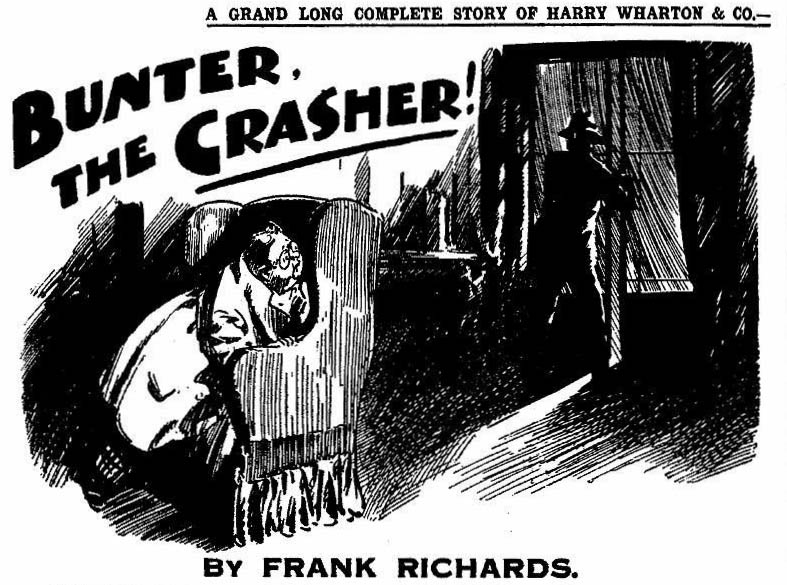 A GRAND LONG COMPLETE STORY OF HARRY WHARTON & CO.—
BUNTER,
THE CRASHER!
BY FRANK RICHARDS.